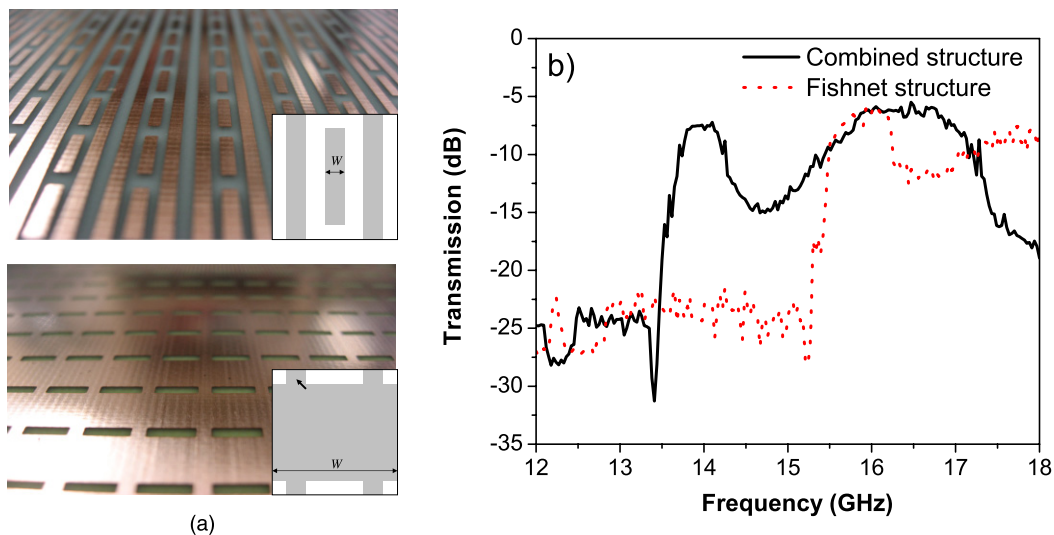 W
W
(a)
b)
Combined structure
Fishnet structure
Transmission (dB)
0
-5
-10
-15
-20
-25
-30
-35
12
13
14
15
16
17
18
Frequency (GHz)